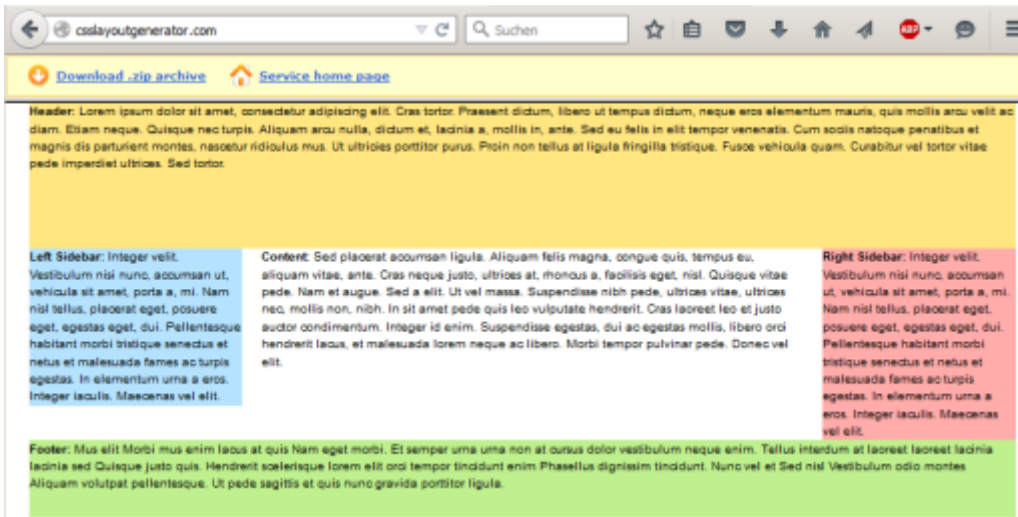 csslayoutgenerator.com
Suchen
ABP
Download .zip archive Service home page
Header: Lorem ipsum dolor sit amet, consectetur adipiscing elit. Cras tortor. Praesent dictum, libero ut tempus dictum, neque eros elementum mauris, quis mollis arcu velit ac
diam. Etiam neque. Quisque nec turpis. Aliquam arcu nulla, dictum et, lacinia a, mollis in, ante. Sed eu felis in elit tempor venenatis. Cum sociis natoque penatibus et
magnis dis parturient montes, nascetur ridiculus mus. Ut ultricies porttitor purus. Proin non tellus at ligula fringilla tristique. Fusce vehicula quam. Curabitur vel tortor vitae
pede imperdiet ultrices. Sed tortor.
Left Sidebar: Integer velit.
Vestibulum nisi nunc, accumsan ut,
vehicula sit amet, porta a, mi. Nam
nisl tellus, placerat eget, posuere
eget, egestas eget, dui. Pellentesque
habitant morbi tristique senectus et
netus et malesuada fames ac turpis
egestas. In elementum urna a eros.
Integer iaculis. Maecenas vel elit.
Content: Sed placerat accumsan ligula. Aliquam felis magna, congue quis, tempus eu,
aliquam vitae, ante. Cras neque justo, ultrices at, rhoncus a, facilisis eget, nisl. Quisque vitae
pede. Nam et augue. Sed a elit. Ut vel massa. Suspendisse nibh pede, ultrices vitae, ultrices
nec, mollis non, nibh. In sit amet pede quis leo vulputate hendrerit. Cras laoreet leo et justo
auctor condimentum. Integer id enim. Suspendisse egestas, dui ac egestas mollis, libero orci
hendrerit lacus, et malesuada lorem neque ac libero. Morbi tempor pulvinar pede. Donec vel
elit.
Right Sidebar: Integer velit.
Vestibulum nisi nunc, accumsan
ut, vehicula sit amet, porta a, mi.
Nam nisl tellus, placerat eget,
posuere eget, egestas eget, dui.
Pellentesque habitant morbi
tristique senectus et netus et
malesuada fames ac turpis
egestas. In elementum urna a
eros. Integer iaculis. Maecenas
vel elit.
Footer: Mus elit Morbi mus enim lacus at quis Nam eget morbi. Et semper urna urna non at cursus dolor vestibulum neque enim. Tellus interdum at laoreet laoreet lacinia
lacinia sed Quisque justo quis. Hendrerit scelerisque lorem elit orci tempor tincidunt enim Phasellus dignissim tincidunt. Nunc vel et Sed nisl Vestibulum odio montes
Aliquam volutpat pellentesque. Ut pede sagittis et quis nunc gravida porttitor ligula.